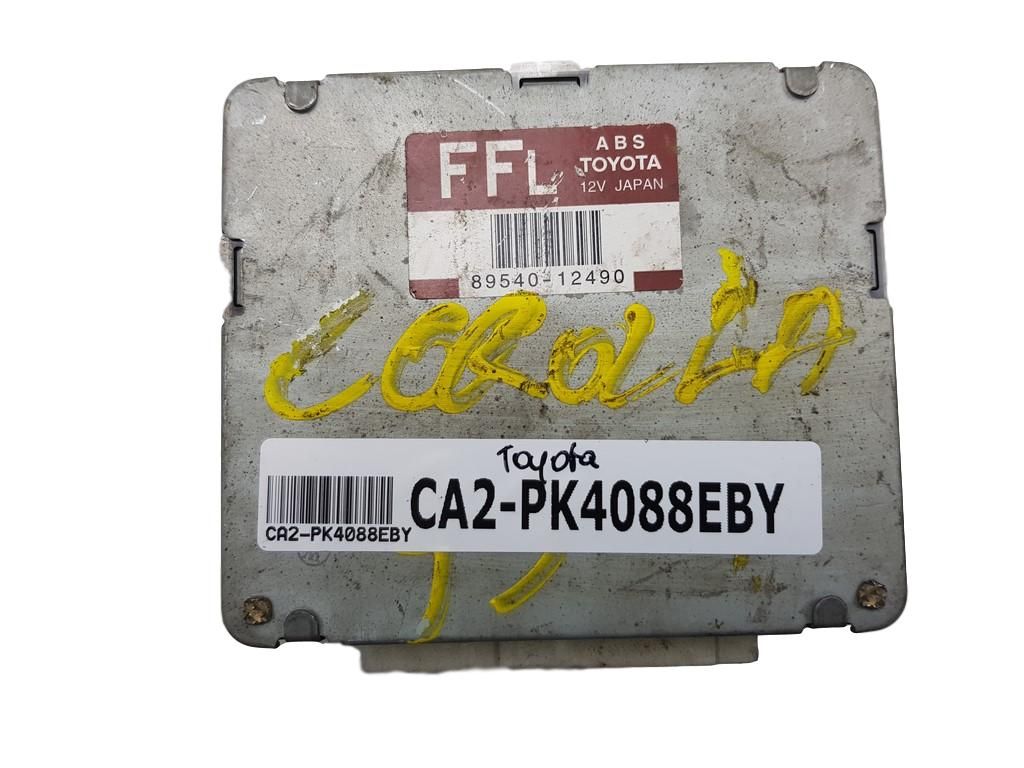 FFL
ABS
TOYOTA
12V JAPAN
89540-12490
COROLLA
Toyota
CA2-PK4088EBY
CA2-PK4088EBY